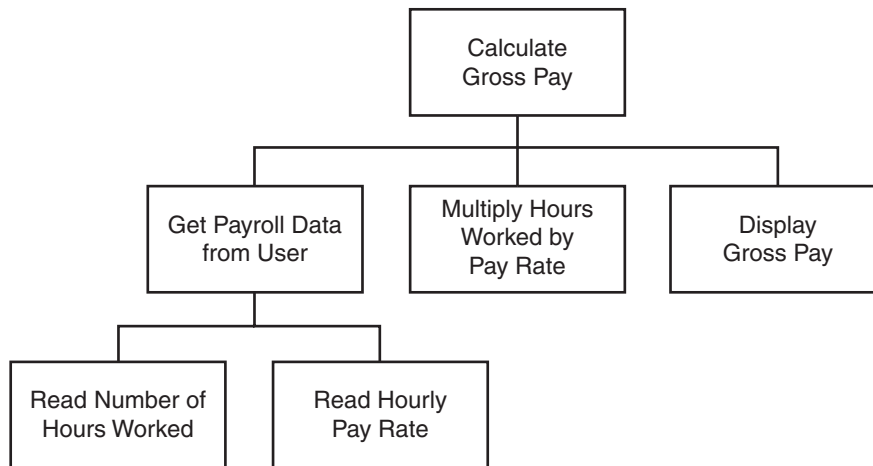 Calculate
Gross Pay
Get Payroll Data
from User
Multiply Hours
Worked by
Pay Rate
Display
Gross Pay
Read Number of
Hours Worked
Read Hourly
Pay Rate